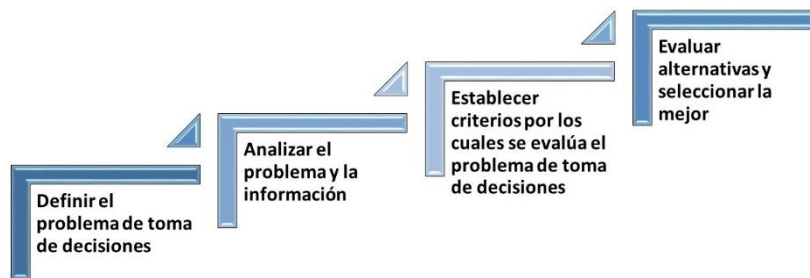 Definir el
problema de toma
de decisiones
Analizar el
problema y la
información
Establecer
criterios por los
cuales se evalúa el
problema de toma
de decisiones
Evaluar
alternativas y
seleccionar la
mejor